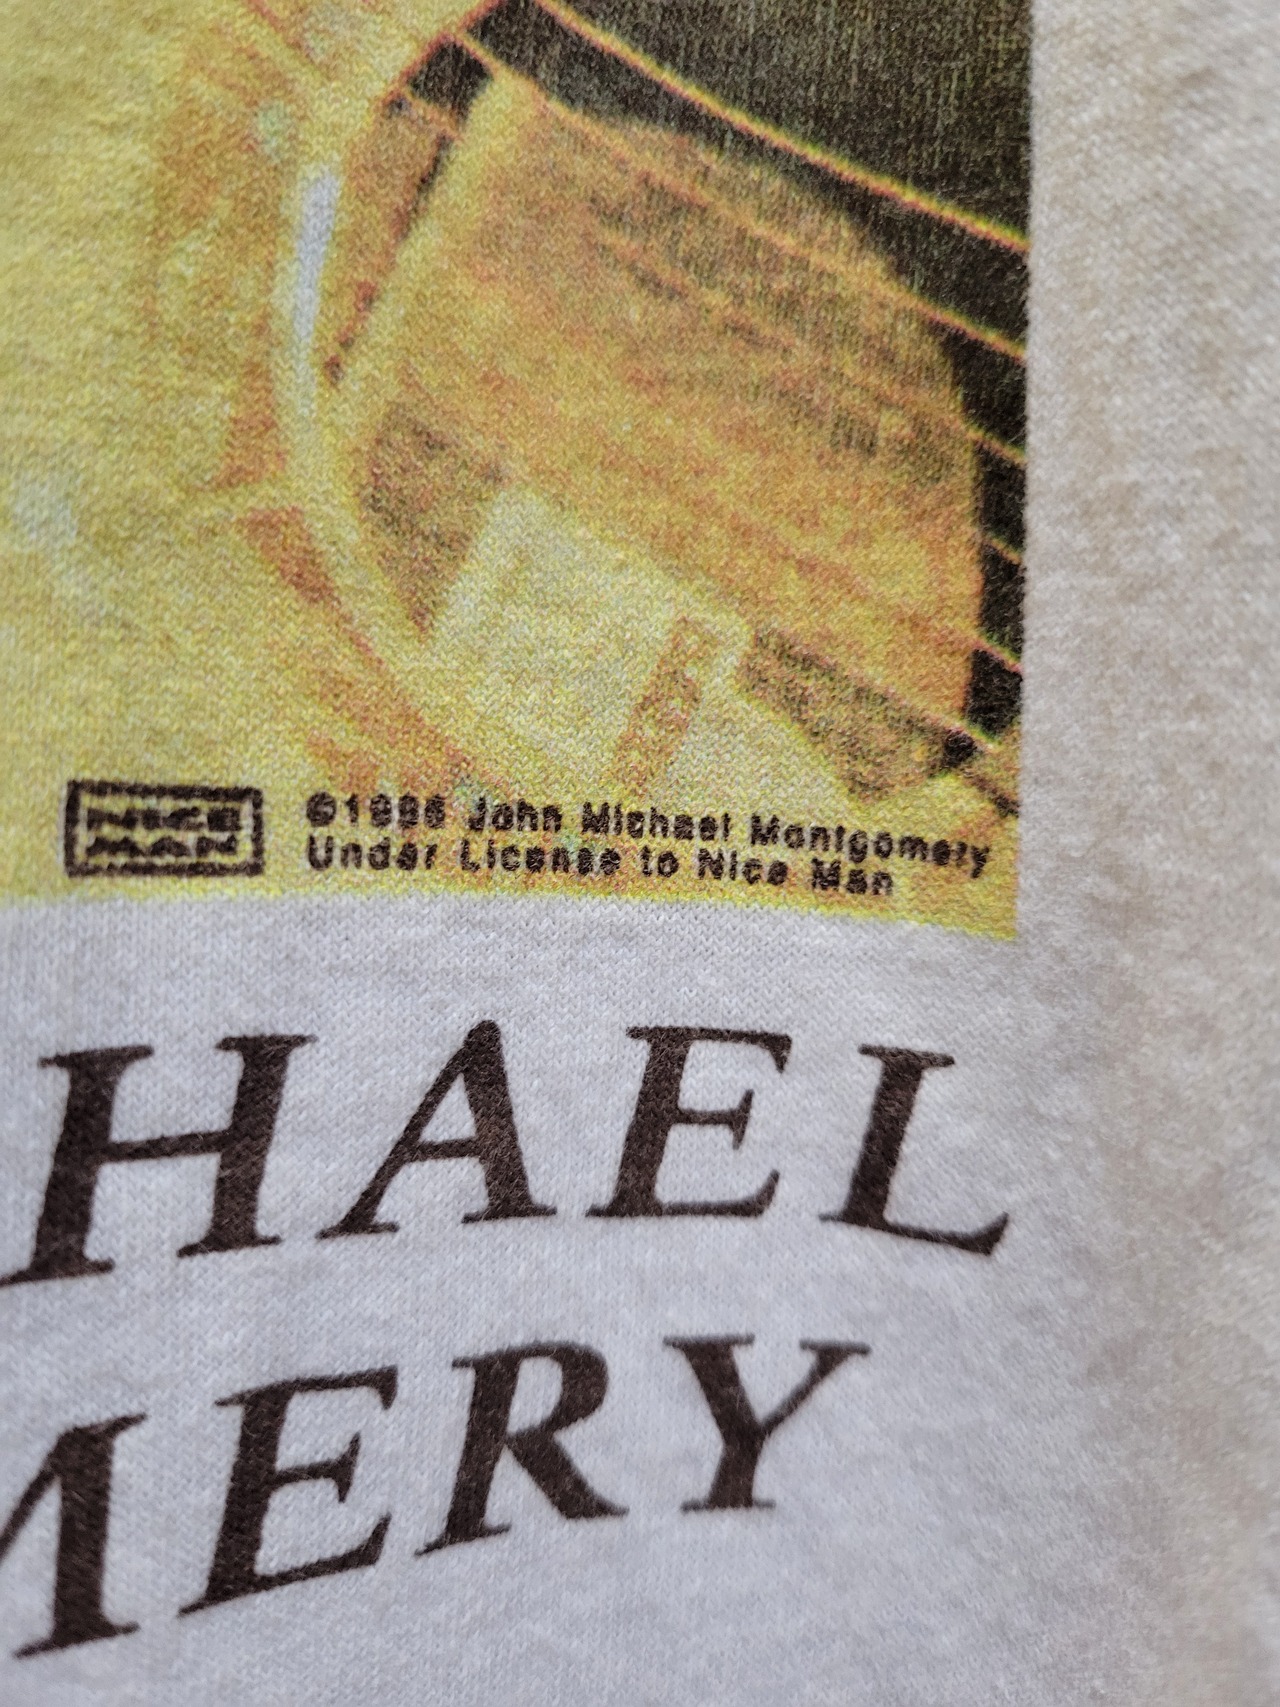 NICE
MAN
©1996 John Michael Montgomery
Under License to Nice Man
HAEL
MERY